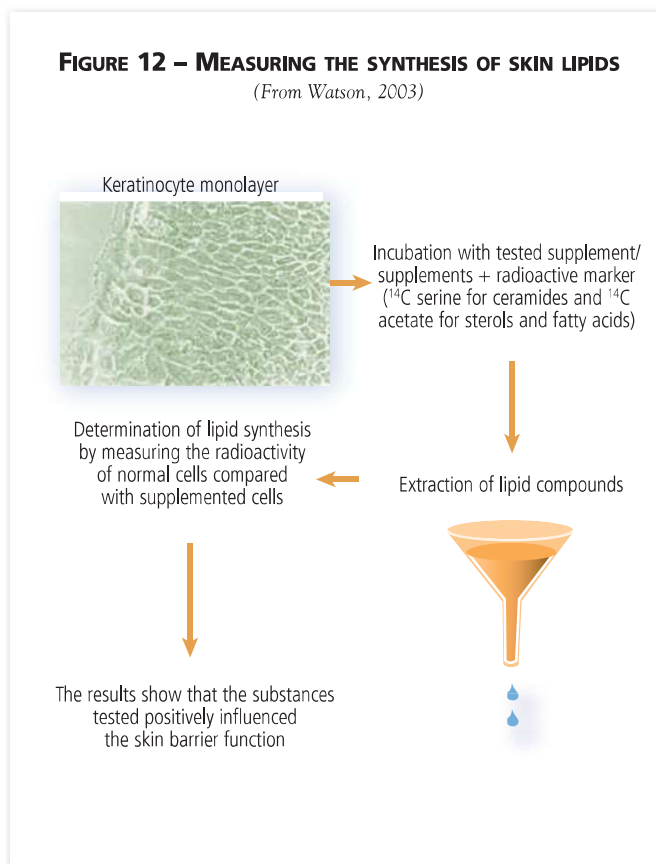 FIGURE 12 – MEASURING THE SYNTHESIS OF SKIN LIPIDS
(From Watson, 2003)
Keratinocyte monolayer
Incubation with tested supplement/
supplements + radioactive marker
(¹⁴C serine for ceramides and ¹⁴C
acetate for sterols and fatty acids)
Extraction of lipid compounds
Determination of lipid synthesis
by measuring the radioactivity
of normal cells compared
with supplemented cells
The results show that the substances
tested positively influenced
the skin barrier function